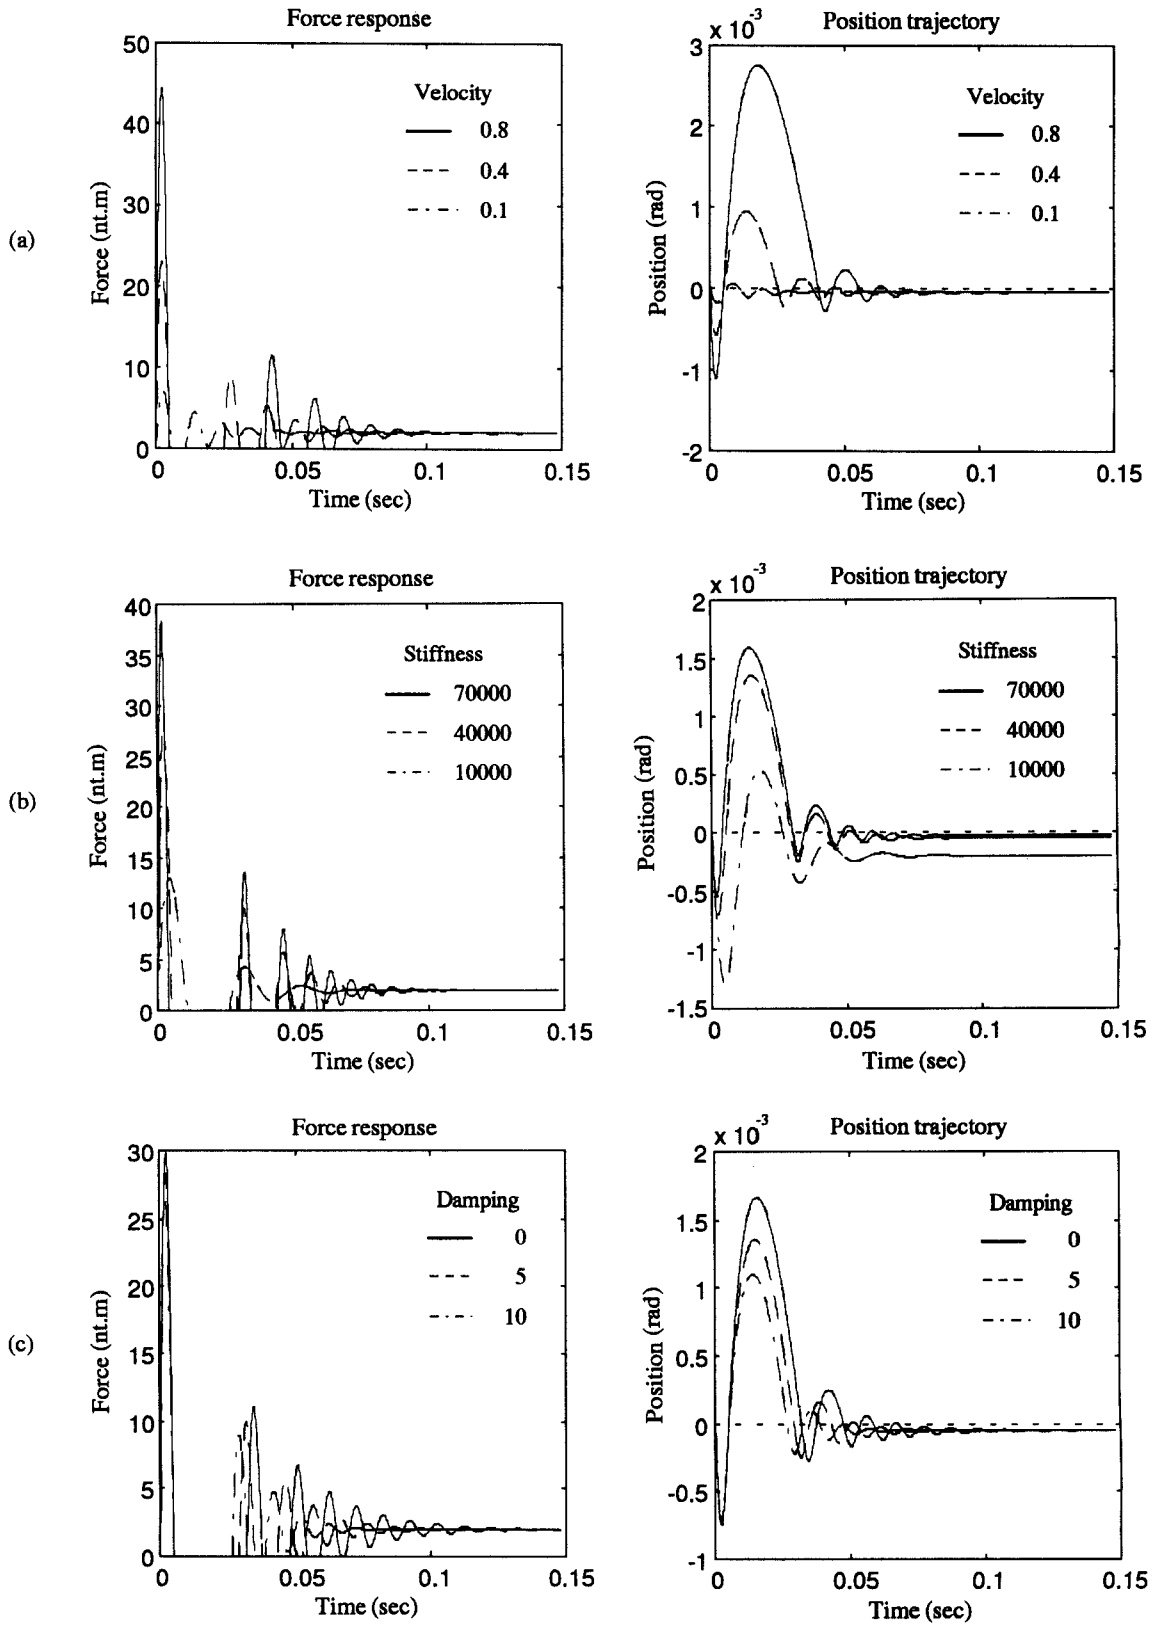 Force response
50
40
30
20
10
0
0
0.05
0.1
0.15
Time (sec)
Force (nt.m)
Velocity
0.8
0.4
0.1
(a)
Position trajectory
x 10-3
3
2
1
0
-1
-2
0
0.05
0.1
0.15
Time (sec)
Position (rad)
Velocity
0.8
0.4
0.1
Force response
40
35
30
25
20
15
10
5
0
0
0.05
0.1
0.15
Time (sec)
Force (nt.m)
Stiffness
70000
40000
10000
(b)
Position trajectory
x 10-3
2
1.5
1
0.5
0
-0.5
-1
-1.5
0
0.05
0.1
0.15
Time (sec)
Position (rad)
Stiffness
70000
40000
10000
Force response
30
25
20
15
10
5
0
0
0.05
0.1
0.15
Time (sec)
Force (nt.m)
Damping
0
5
10
(c)
Position trajectory
x 10-3
2
1.5
1
0.5
0
-0.5
-1
0
0.05
0.1
0.15
Time (sec)
Position (rad)
Damping
0
5
10